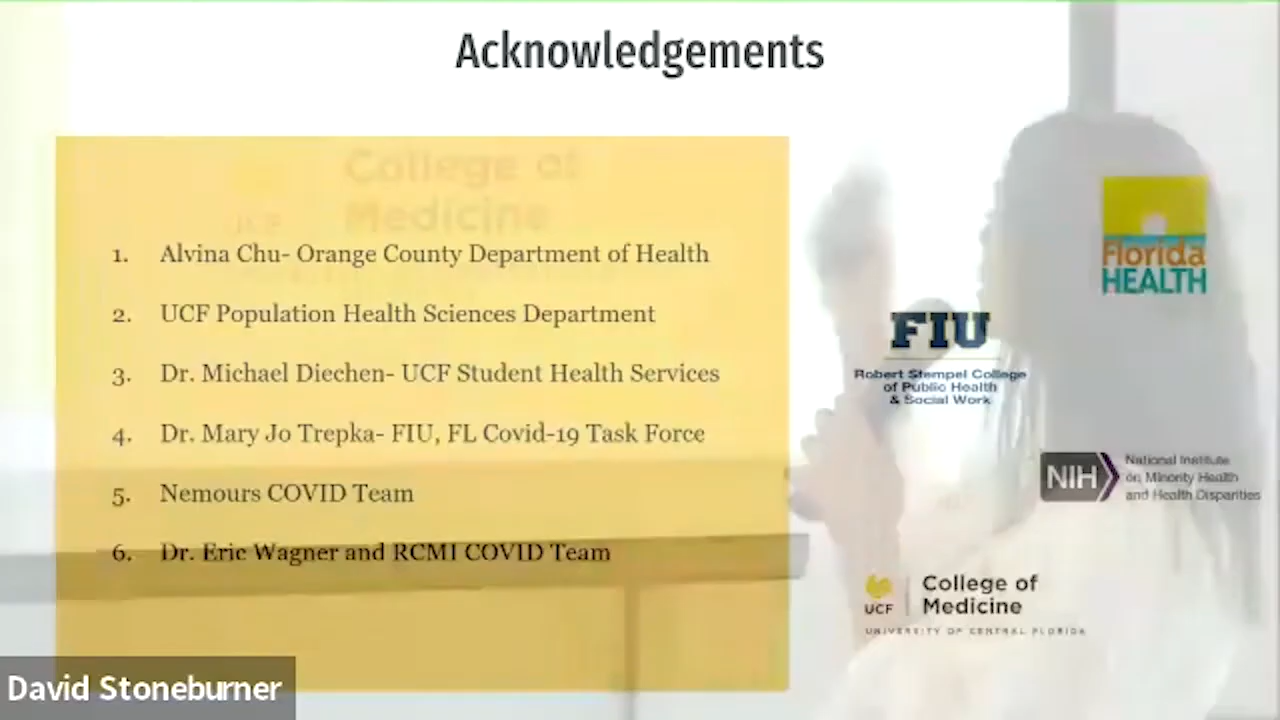 Acknowledgements
College of
Medicine
UCF
1. Alvina Chu- Orange County Department of Health
2. UCF Population Health Sciences Department
3. Dr. Michael Diechen- UCF Student Health Services
4. Dr. Mary Jo Trepka- FIU, FL Covid-19 Task Force
5. Nemours COVID Team
6. Dr. Eric Wagner and RCMI COVID Team
Florida
HEALTH
FIU
Robert Stempel College
of Public Health
& Social Work
NIH
National Institute
on Minority Health
and Health Disparities
UCF
College of
Medicine
UNIVERSITY OF CENTRAL FLORIDA
David Stoneburner